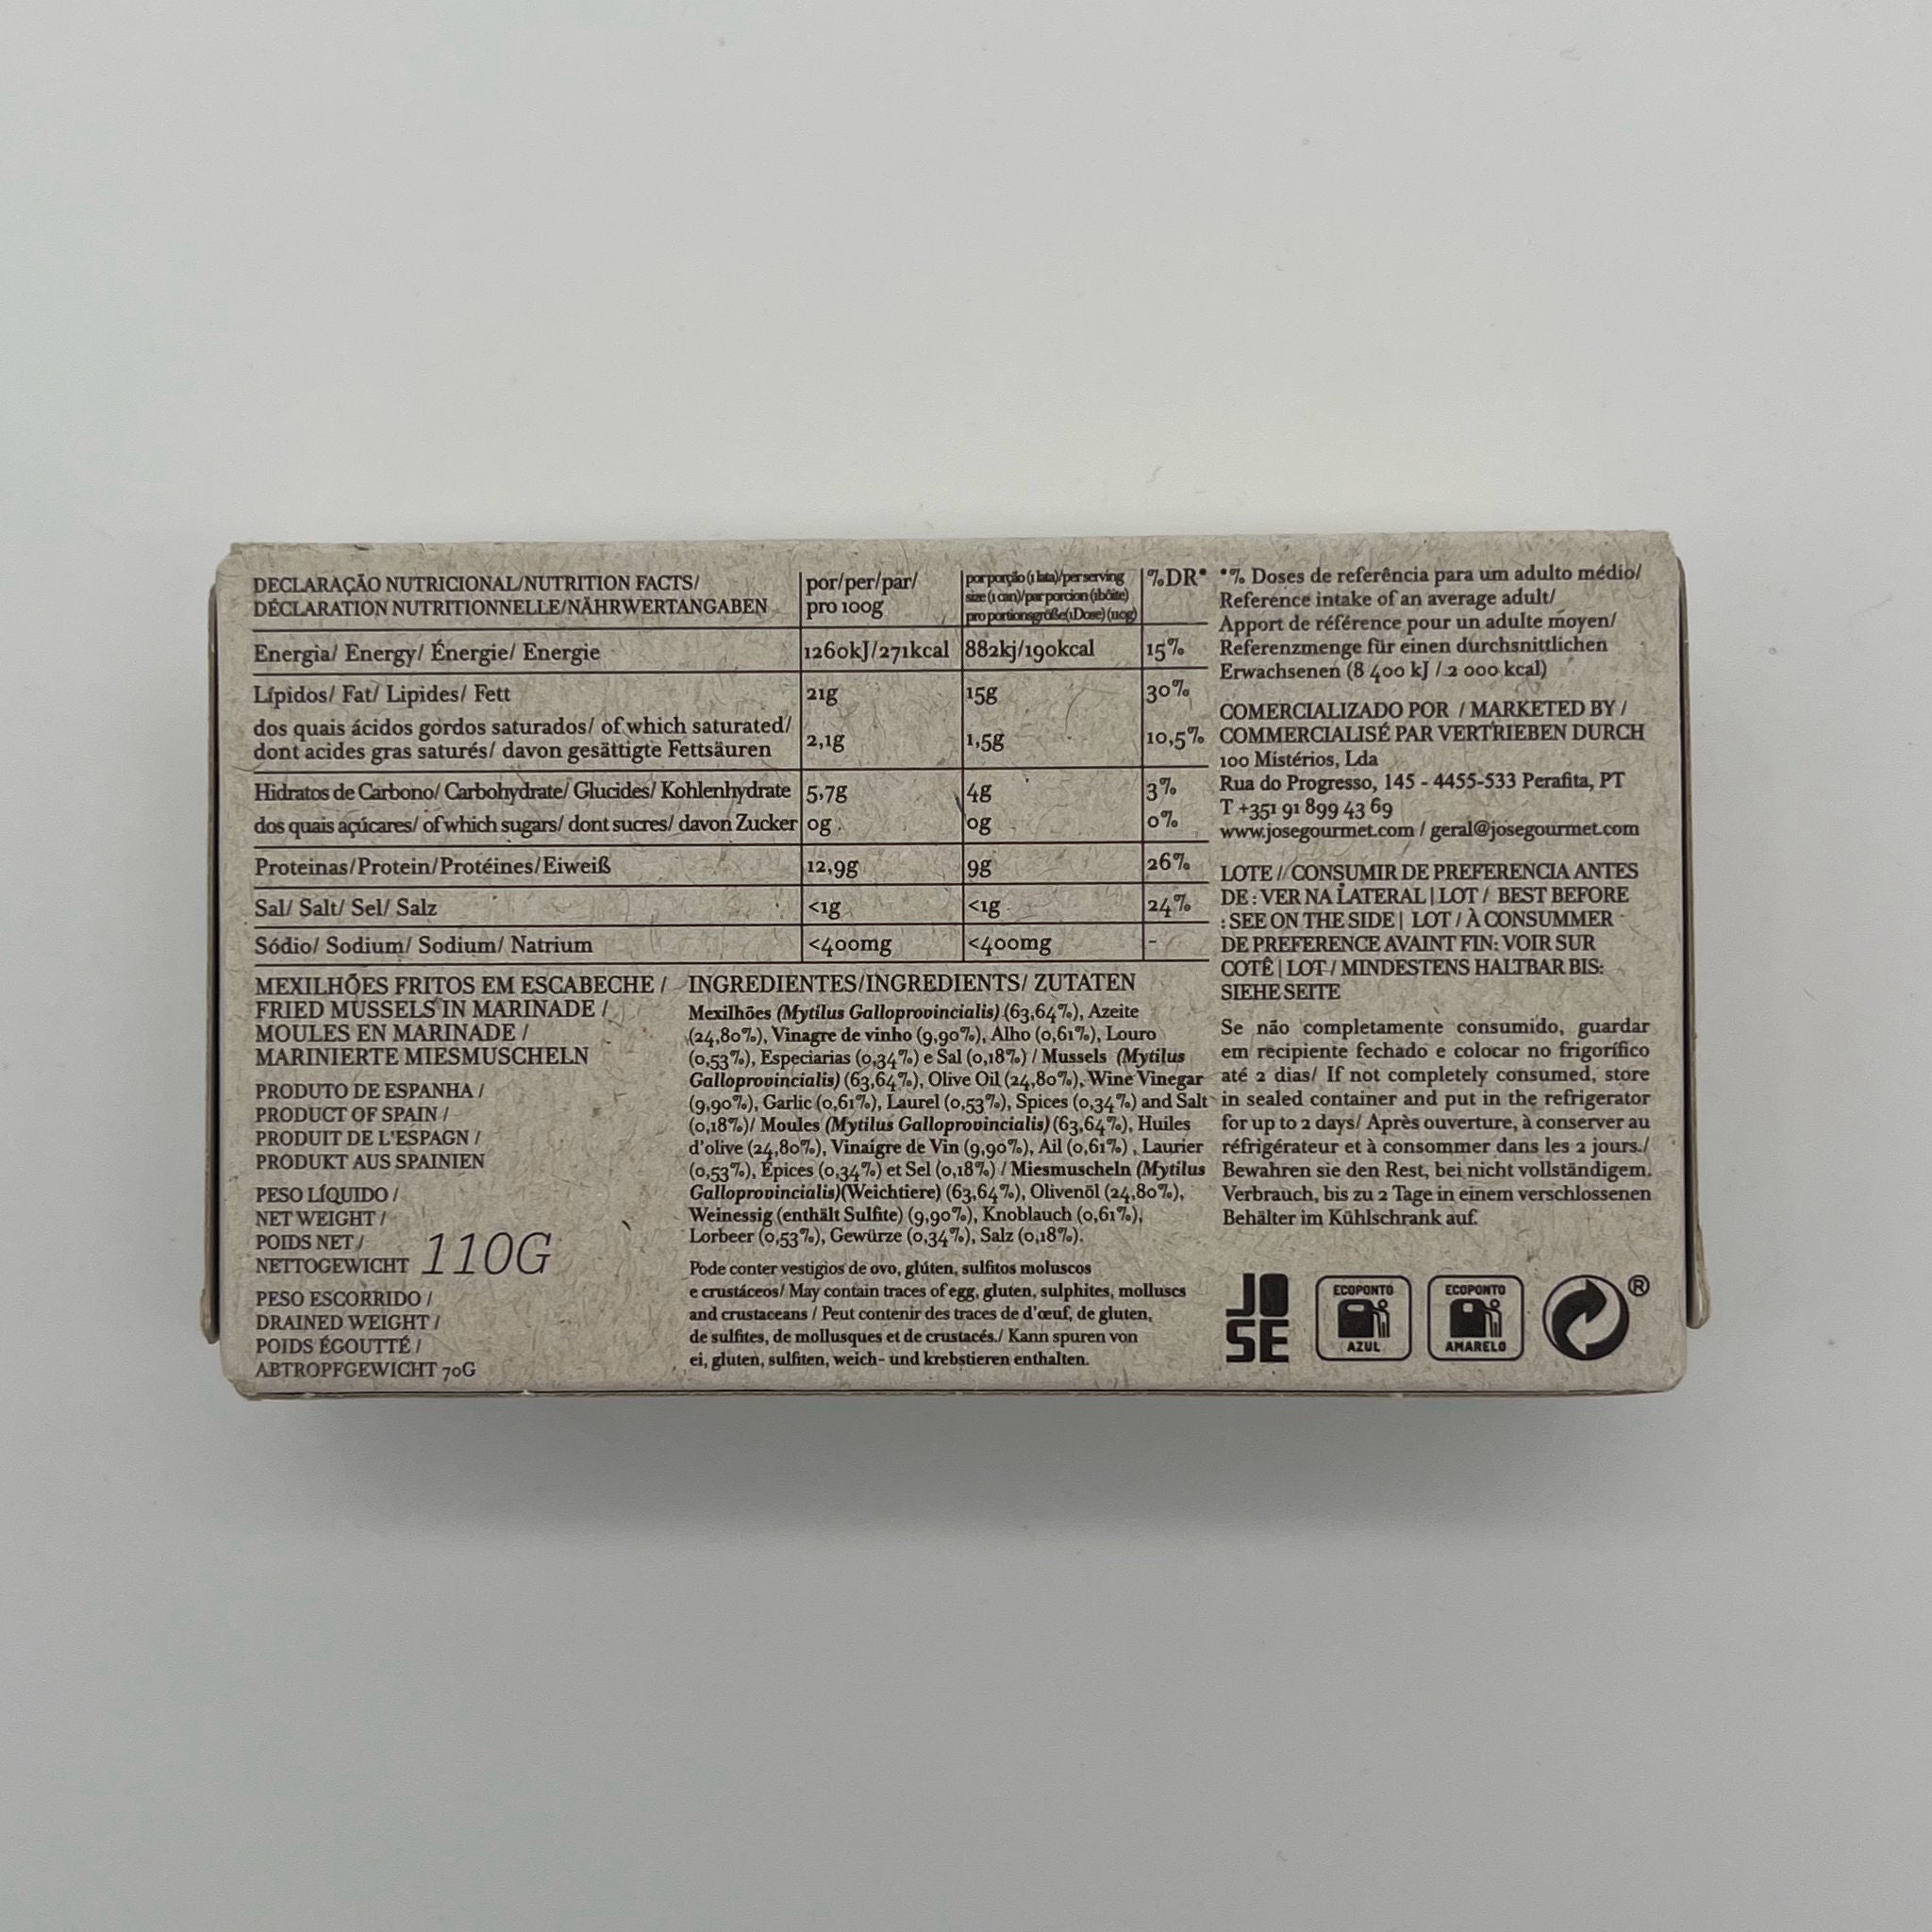 DECLARAÇÃO NUTRICIONAL/NUTRITION FACTS/
DÉCLARATION NUTRITIONNELLE/NÄHRWERTANGABEN
por/per/par/
pro 100g
por porção (1 lata)/per serving
size (1 can)/par porcion (1boîte)
pro portionsgröße(1Dose) (110g)
%DR*
Energia/ Energy/ Énergie/ Energie 1260kJ/271kcal 882kj/190kcal 15%
Lípidos/ Fat/ Lipides/ Fett 21g 15g 30%
dos quais ácidos gordos saturados/ of which saturated/
dont acides gras saturés/ davon gesättigte Fettsäuren 2,1g 1,5g 10,5%
Hidratos de Carbono/ Carbohydrate/ Glucides/ Kohlenhydrate 5,7g 4g 3%
dos quais açúcares/ of which sugars/ dont sucres/ davon Zucker 0g 0g 0%
Proteinas/Protein/Protéines/Eiweiß 12,9g 9g 26%
Sal/ Salt/ Sel/ Salz <1g <1g 24%
Sódio/ Sodium/ Sodium/ Natrium <400mg <400mg -
MEXILHÕES FRITOS EM ESCABECHE /
FRIED MUSSELS IN MARINADE /
MOULES EN MARINADE /
MARINIERTE MIESMUSCHELN
PRODUTO DE ESPANHA /
PRODUCT OF SPAIN /
PRODUIT DE L'ESPAGN /
PRODUKT AUS SPAINIEN
PESO LÍQUIDO /
NET WEIGHT /
POIDS NET /
NETTOGEWICHT 110G
PESO ESCORRIDO /
DRAINED WEIGHT /
POIDS ÉGOUTTÉ /
ABTROPFGEWICHT 70G
INGREDIENTES/INGREDIENTS/ ZUTATEN
Mexilhões (Mytilus Galloprovincialis) (63,64%), Azeite
(24,80%), Vinagre de vinho (9,90%), Alho (0,61%), Louro
(0,53%), Especiarias (0,34%) e Sal (0,18%) / Mussels (Mytilus
Galloprovincialis) (63,64%), Olive Oil (24,80%), Wine Vinegar
(9,90%), Garlic (0,61%), Laurel (0,53%), Spices (0,34%) and Salt
(0,18%)/ Moules (Mytilus Galloprovincialis) (63,64%), Huiles
d'olive (24,80%), Vinaigre de Vin (9,90%), Ail (0,61%) , Laurier
(0,53%), Épices (0,34%) et Sel (0,18%) / Miesmuscheln (Mytilus
Galloprovincialis)(Weichtiere) (63,64%), Olivenöl (24,80%),
Weinessig (enthält Sulfite) (9,90%), Knoblauch (0,61%),
Lorbeer (0,53%), Gewürze (0,34%), Salz (0,18%).
Pode conter vestigios de ovo, glúten, sulfitos moluscos
e crustáceos/ May contain traces of egg, gluten, sulphites, molluscs
and crustaceans / Peut contenir des traces de d'œuf, de gluten,
de sulfites, de mollusques et de crustacés./ Kann spuren von
ei, gluten, sulfiten, weich- und krebstieren enthalten.
*% Doses de referência para um adulto médio/
Reference intake of an average adult/
Apport de référence pour un adulte moyen/
Referenzmenge für einen durchsnittlichen
Erwachsenen (8 400 kJ / 2 000 kcal)
COMERCIALIZADO POR / MARKETED BY /
COMMERCIALISÉ PAR VERTRIEBEN DURCH
100 Mistérios, Lda
Rua do Progresso, 145 - 4455-533 Perafita, PT
T +351 91 899 43 69
www.josegourmet.com / geral@josegourmet.com
LOTE // CONSUMIR DE PREFERENCIA ANTES
DE : VER NA LATERAL | LOT / BEST BEFORE
: SEE ON THE SIDE | LOT / À CONSUMMER
DE PREFERENCE AVAINT FIN: VOIR SUR
COTÊ | LOT / MINDESTENS HALTBAR BIS:
SIEHE SEITE
Se não completamente consumido, guardar
em recipiente fechado e colocar no frigorífico
até 2 dias/ If not completely consumed, store
in sealed container and put in the refrigerator
for up to 2 days/ Après ouverture, à conserver au
réfrigérateur et à consommer dans les 2 jours./
Bewahren sie den Rest, bei nicht vollständigem
Verbrauch, bis zu 2 Tage in einem verschlossenen
Behälter im Kühlschrank auf.
JO
SE
ECOPONTO
AZUL
ECOPONTO
AMARELO
®